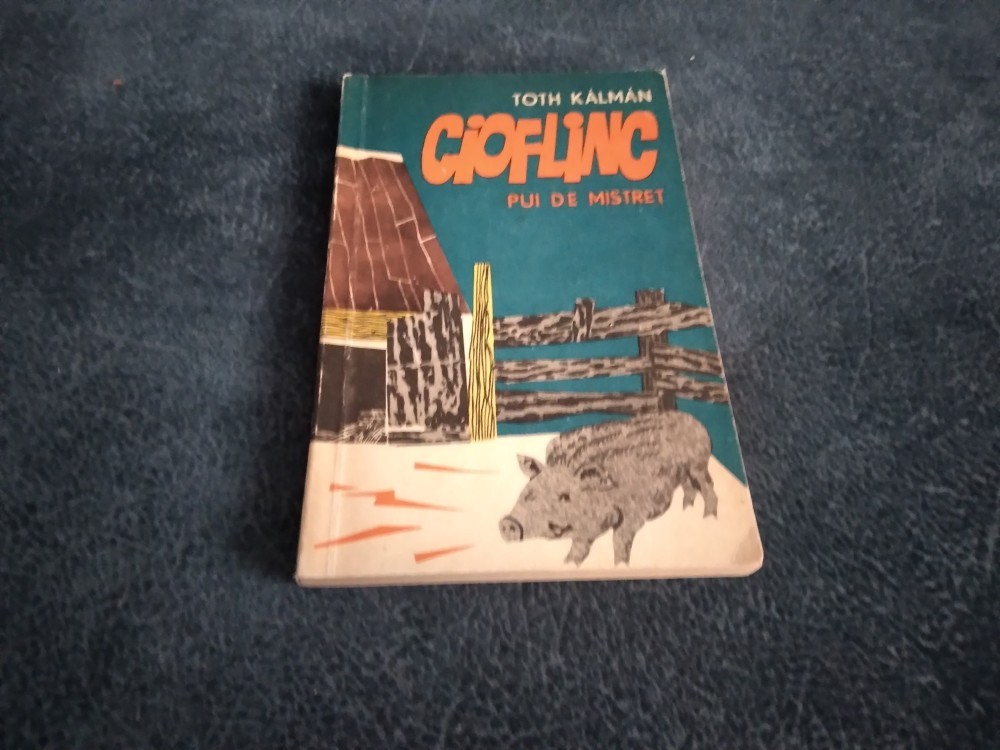 TOTH KÁLMÁN
CIOFLINC
PUI DE MISTREȚ